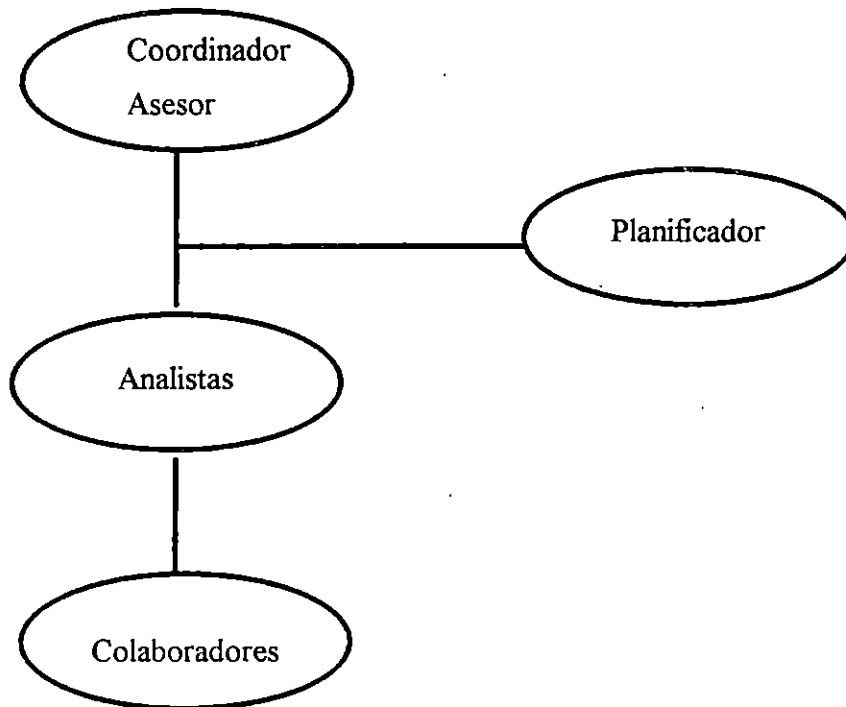 Coordinador
Asesor
Planificador
Analistas
Colaboradores